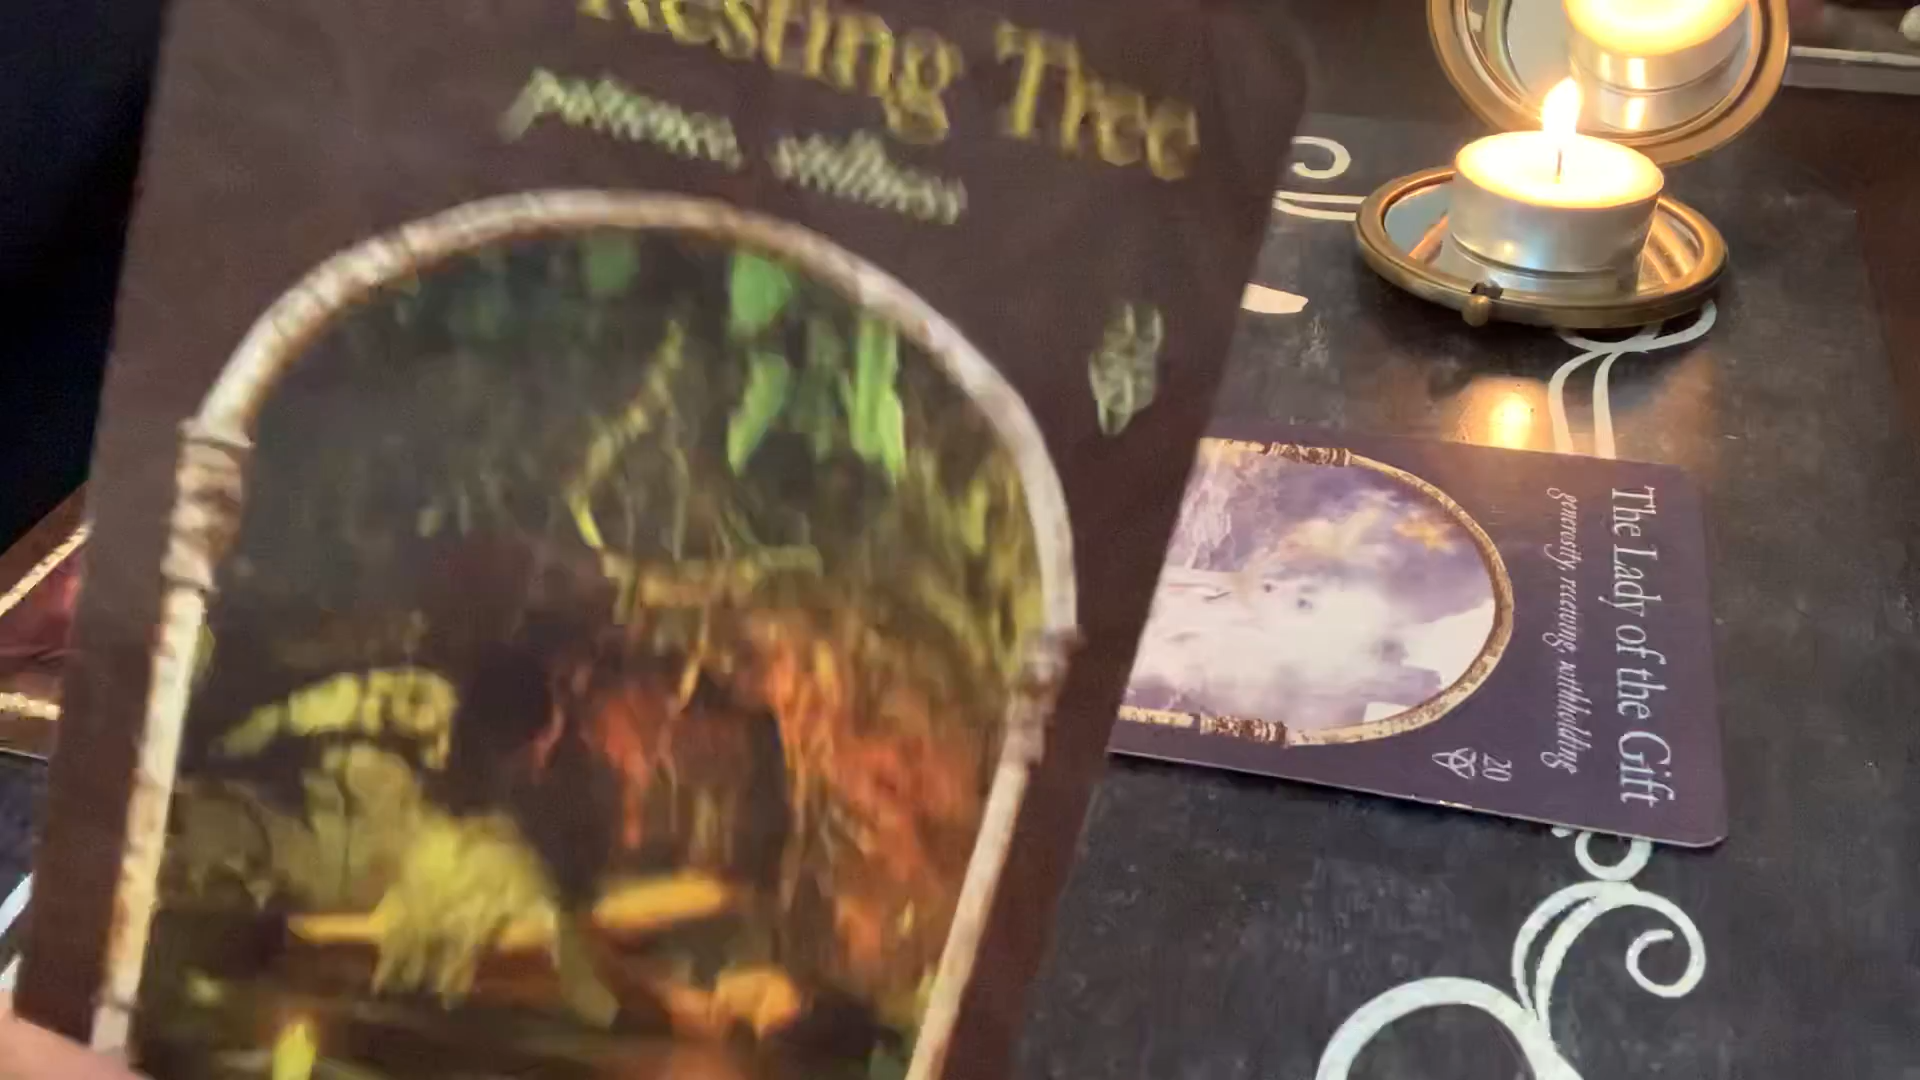 Resting Tree
patience, stillness
The Lady of the Gift
generosity, receiving, withholding
20